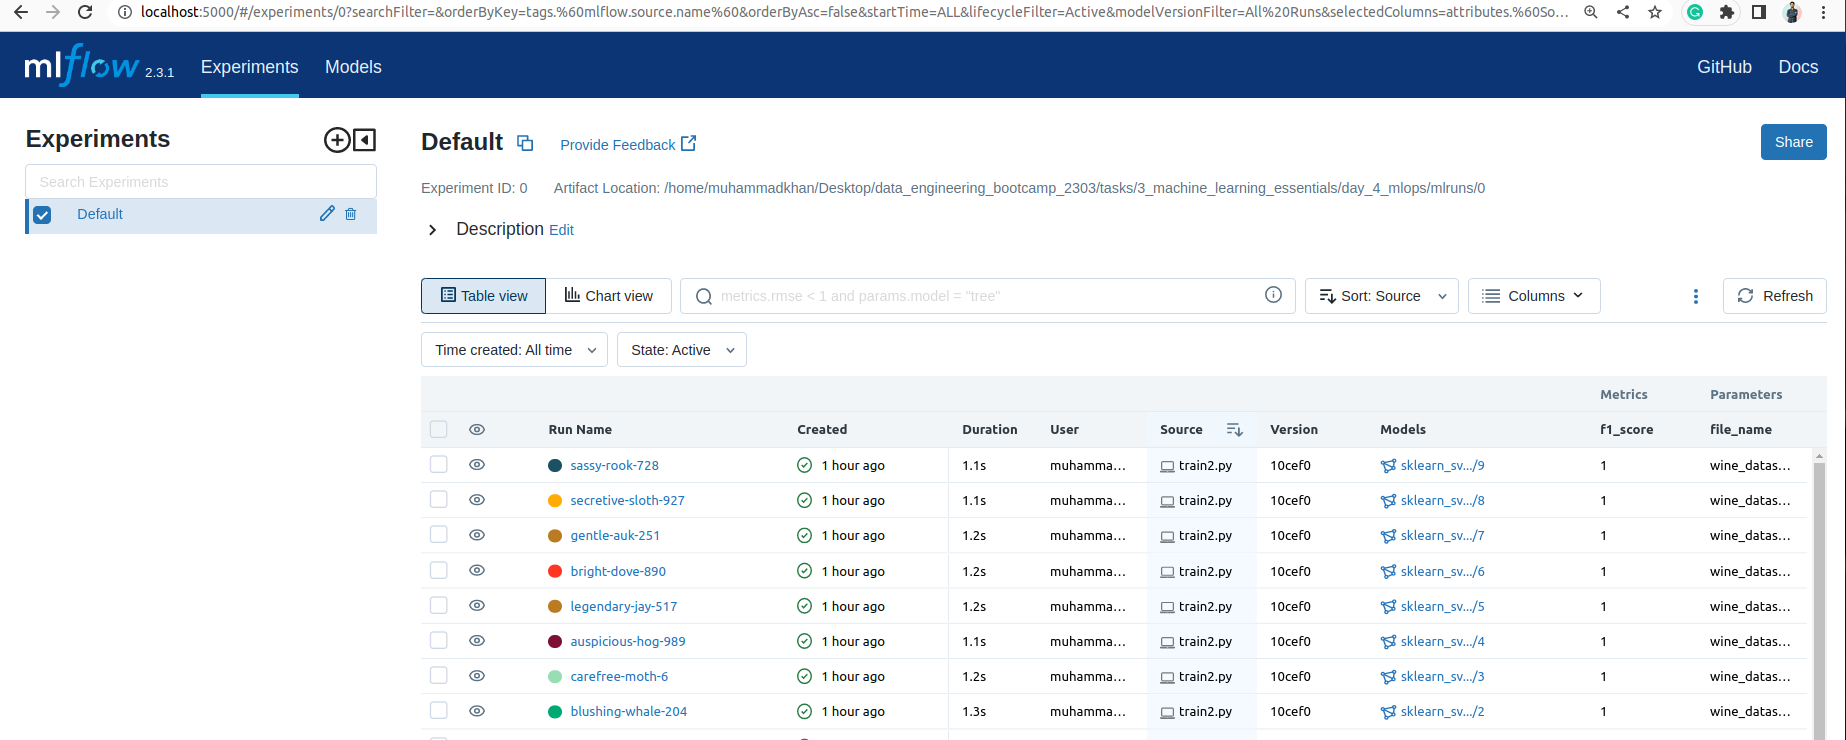 localhost:5000/#/experiments/0?searchFilter=&orderByKey=tags.%60mlflow.source.name%60&orderByAsc=false&startTime=ALL&lifecycleFilter=Active&modelVersionFilter=All%20Runs&selectedColumns=attributes.%60So...
mlflow 2.3.1 Experiments Models GitHub Docs
Experiments
Search Experiments
Default
Default Provide Feedback Share
Experiment ID: 0 Artifact Location: /home/muhammadkhan/Desktop/data_engineering_bootcamp_2303/tasks/3_machine_learning_essentials/day_4_mlops/mlruns/0
Description Edit
Table view Chart view metrics.rmse < 1 and params.model = "tree" Sort: Source Columns Refresh
Time created: All time State: Active
Metrics Parameters
Run Name Created Duration User Source Version Models f1_score file_name
sassy-rook-728 1 hour ago 1.1s muhamma... train2.py 10cef0 sklearn_sv.../9 1 wine_datas...
secretive-sloth-927 1 hour ago 1.1s muhamma... train2.py 10cef0 sklearn_sv.../8 1 wine_datas...
gentle-auk-251 1 hour ago 1.2s muhamma... train2.py 10cef0 sklearn_sv.../7 1 wine_datas...
bright-dove-890 1 hour ago 1.2s muhamma... train2.py 10cef0 sklearn_sv.../6 1 wine_datas...
legendary-jay-517 1 hour ago 1.2s muhamma... train2.py 10cef0 sklearn_sv.../5 1 wine_datas...
auspicious-hog-989 1 hour ago 1.1s muhamma... train2.py 10cef0 sklearn_sv.../4 1 wine_datas...
carefree-moth-6 1 hour ago 1.2s muhamma... train2.py 10cef0 sklearn_sv.../3 1 wine_datas...
blushing-whale-204 1 hour ago 1.3s muhamma... train2.py 10cef0 sklearn_sv.../2 1 wine_datas...